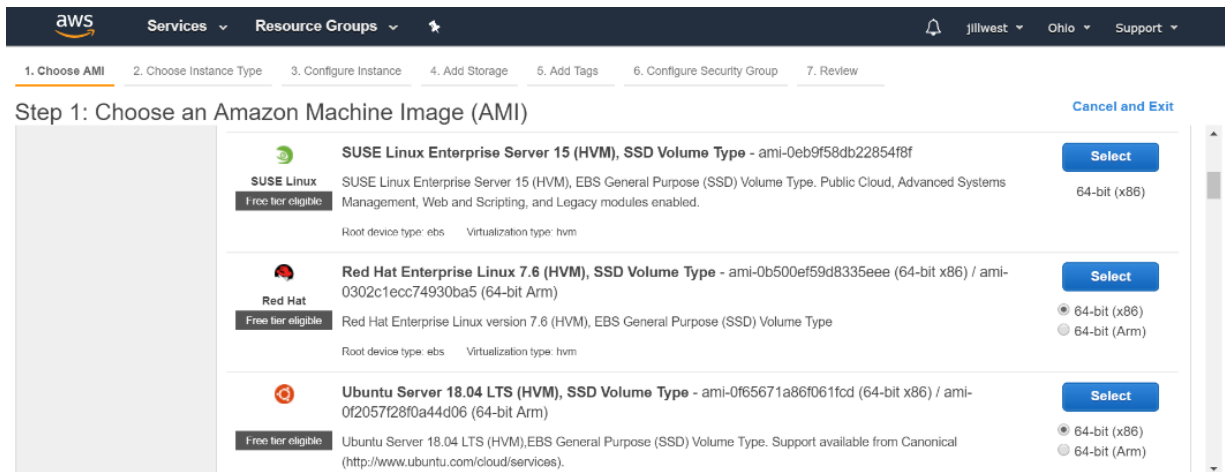 aws Services Resource Groups jillwest Ohio Support
1. Choose AMI 2. Choose Instance Type 3. Configure Instance 4. Add Storage 5. Add Tags 6. Configure Security Group 7. Review
Step 1: Choose an Amazon Machine Image (AMI) Cancel and Exit
SUSE Linux Enterprise Server 15 (HVM), SSD Volume Type - ami-0eb9f58db22854f8f Select
SUSE Linux SUSE Linux Enterprise Server 15 (HVM), EBS General Purpose (SSD) Volume Type. Public Cloud, Advanced Systems 64-bit (x86)
Free tier eligible Management, Web and Scripting, and Legacy modules enabled.
Root device type: ebs Virtualization type: hvm
Red Hat Enterprise Linux 7.6 (HVM), SSD Volume Type - ami-0b500ef59d8335eee (64-bit x86) / ami- Select
0302c1ecc74930ba5 (64-bit Arm)
Red Hat 64-bit (x86)
Free tier eligible Red Hat Enterprise Linux version 7.6 (HVM), EBS General Purpose (SSD) Volume Type 64-bit (Arm)
Root device type: ebs Virtualization type: hvm
Ubuntu Server 18.04 LTS (HVM), SSD Volume Type - ami-0f65671a86f061fcd (64-bit x86) / ami- Select
0f2057f28f0a44d06 (64-bit Arm)
Free tier eligible Ubuntu Server 18.04 LTS (HVM),EBS General Purpose (SSD) Volume Type. Support available from Canonical 64-bit (x86)
(http://www.ubuntu.com/cloud/services). 64-bit (Arm)